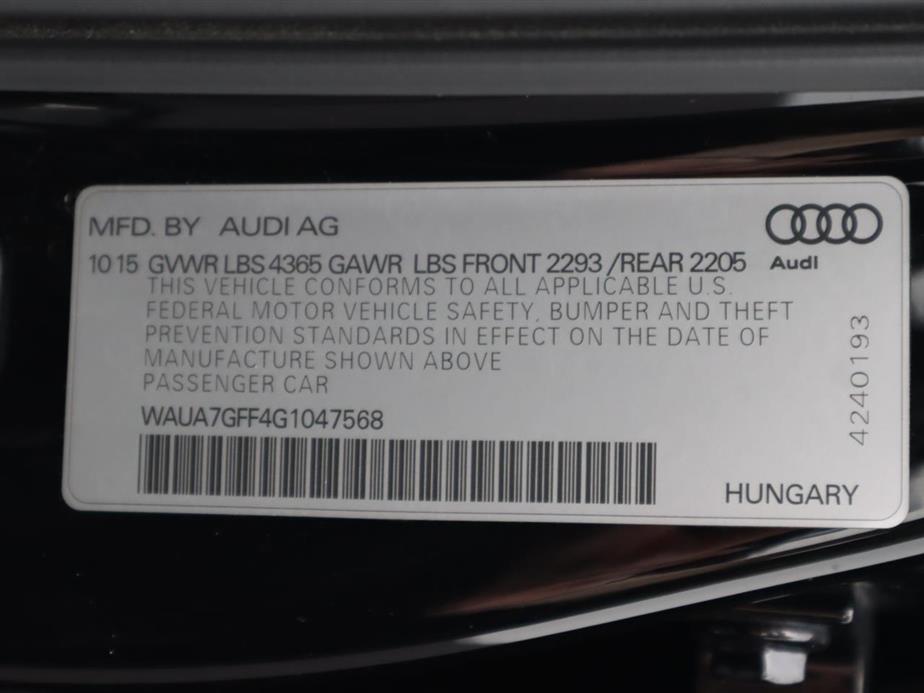 MFD. BY AUDI AG
10 15 GVWR LBS 4365 GAWR LBS FRONT 2293 /REAR 2205
Audi
THIS VEHICLE CONFORMS TO ALL APPLICABLE U.S.
FEDERAL MOTOR VEHICLE SAFETY, BUMPER AND THEFT
PREVENTION STANDARDS IN EFFECT ON THE DATE OF
MANUFACTURE SHOWN ABOVE
PASSENGER CAR
WAUA7GFF4G1047568
HUNGARY
4240193